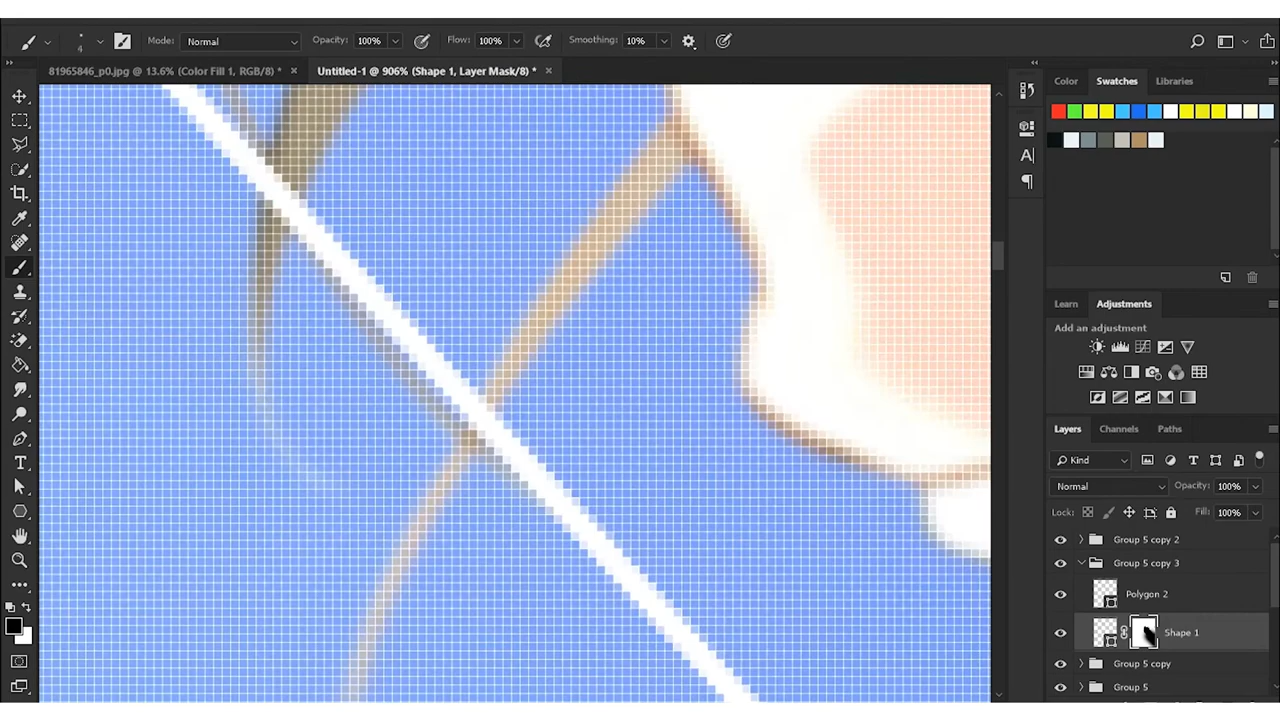 4 Mode: Normal Opacity: 100% Flow: 100% Smoothing: 10%
81965846_p0.jpg @ 13.6% (Color Fill 1, RGB/8) * × Untitled-1 @ 906% (Shape 1, Layer Mask/8) * ×
Color Swatches Libraries
Learn Adjustments
Add an adjustment
Layers Channels Paths
Kind
Normal Opacity: 100%
Lock: Fill: 100%
Group 5 copy 2
Group 5 copy 3
Polygon 2
Shape 1
Group 5 copy
Group 5